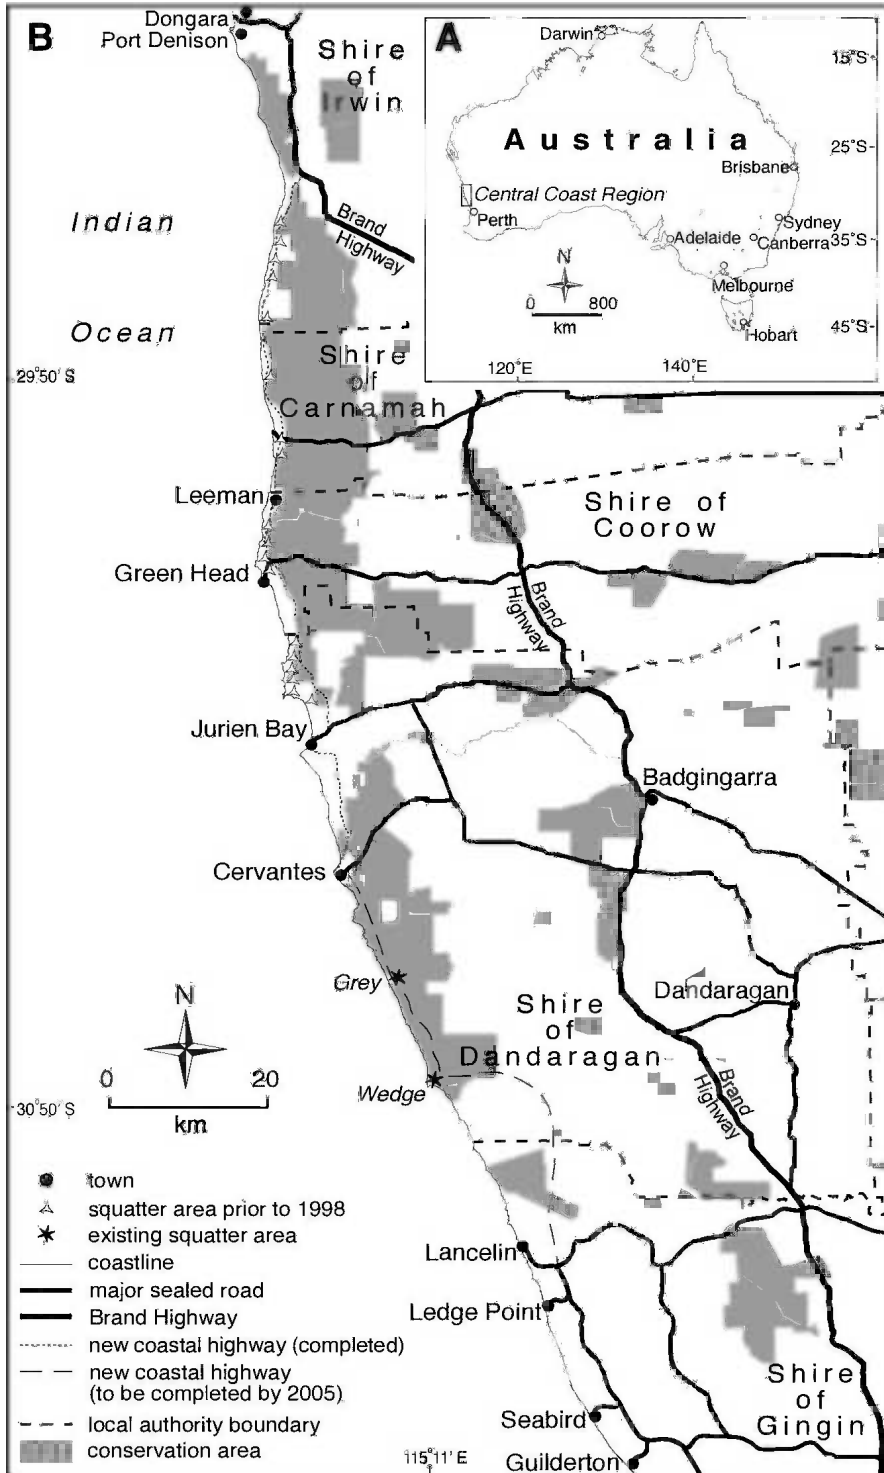 B
Dongara
Port Denison
Shire
of
Irwin
Indian
Ocean
Brand
Highway
A
Darwin
15°S
Australia
25°S
Brisbane
Central Coast Region
Perth
Sydney
Adelaide
Canberra
35°S
N
Melbourne
0 800
km
Hobart
45°S
120°E
140°E
29°50' S
Shire
of
Carnamah
Leeman
Shire of
Coorow
Green Head
Brand
Highway
Jurien Bay
Badgingarra
Cervantes
Grey
Dandaragan
Shire
of
Dandaragan
N
0 20
km
Wedge
Brand
Highway
30°50' S
town
squatter area prior to 1998
existing squatter area
coastline
major sealed road
Brand Highway
new coastal highway (completed)
new coastal highway
(to be completed by 2005)
local authority boundary
conservation area
Lancelin
Ledge Point
Shire
of
Gingin
Seabird
Guilderton
115°11' E